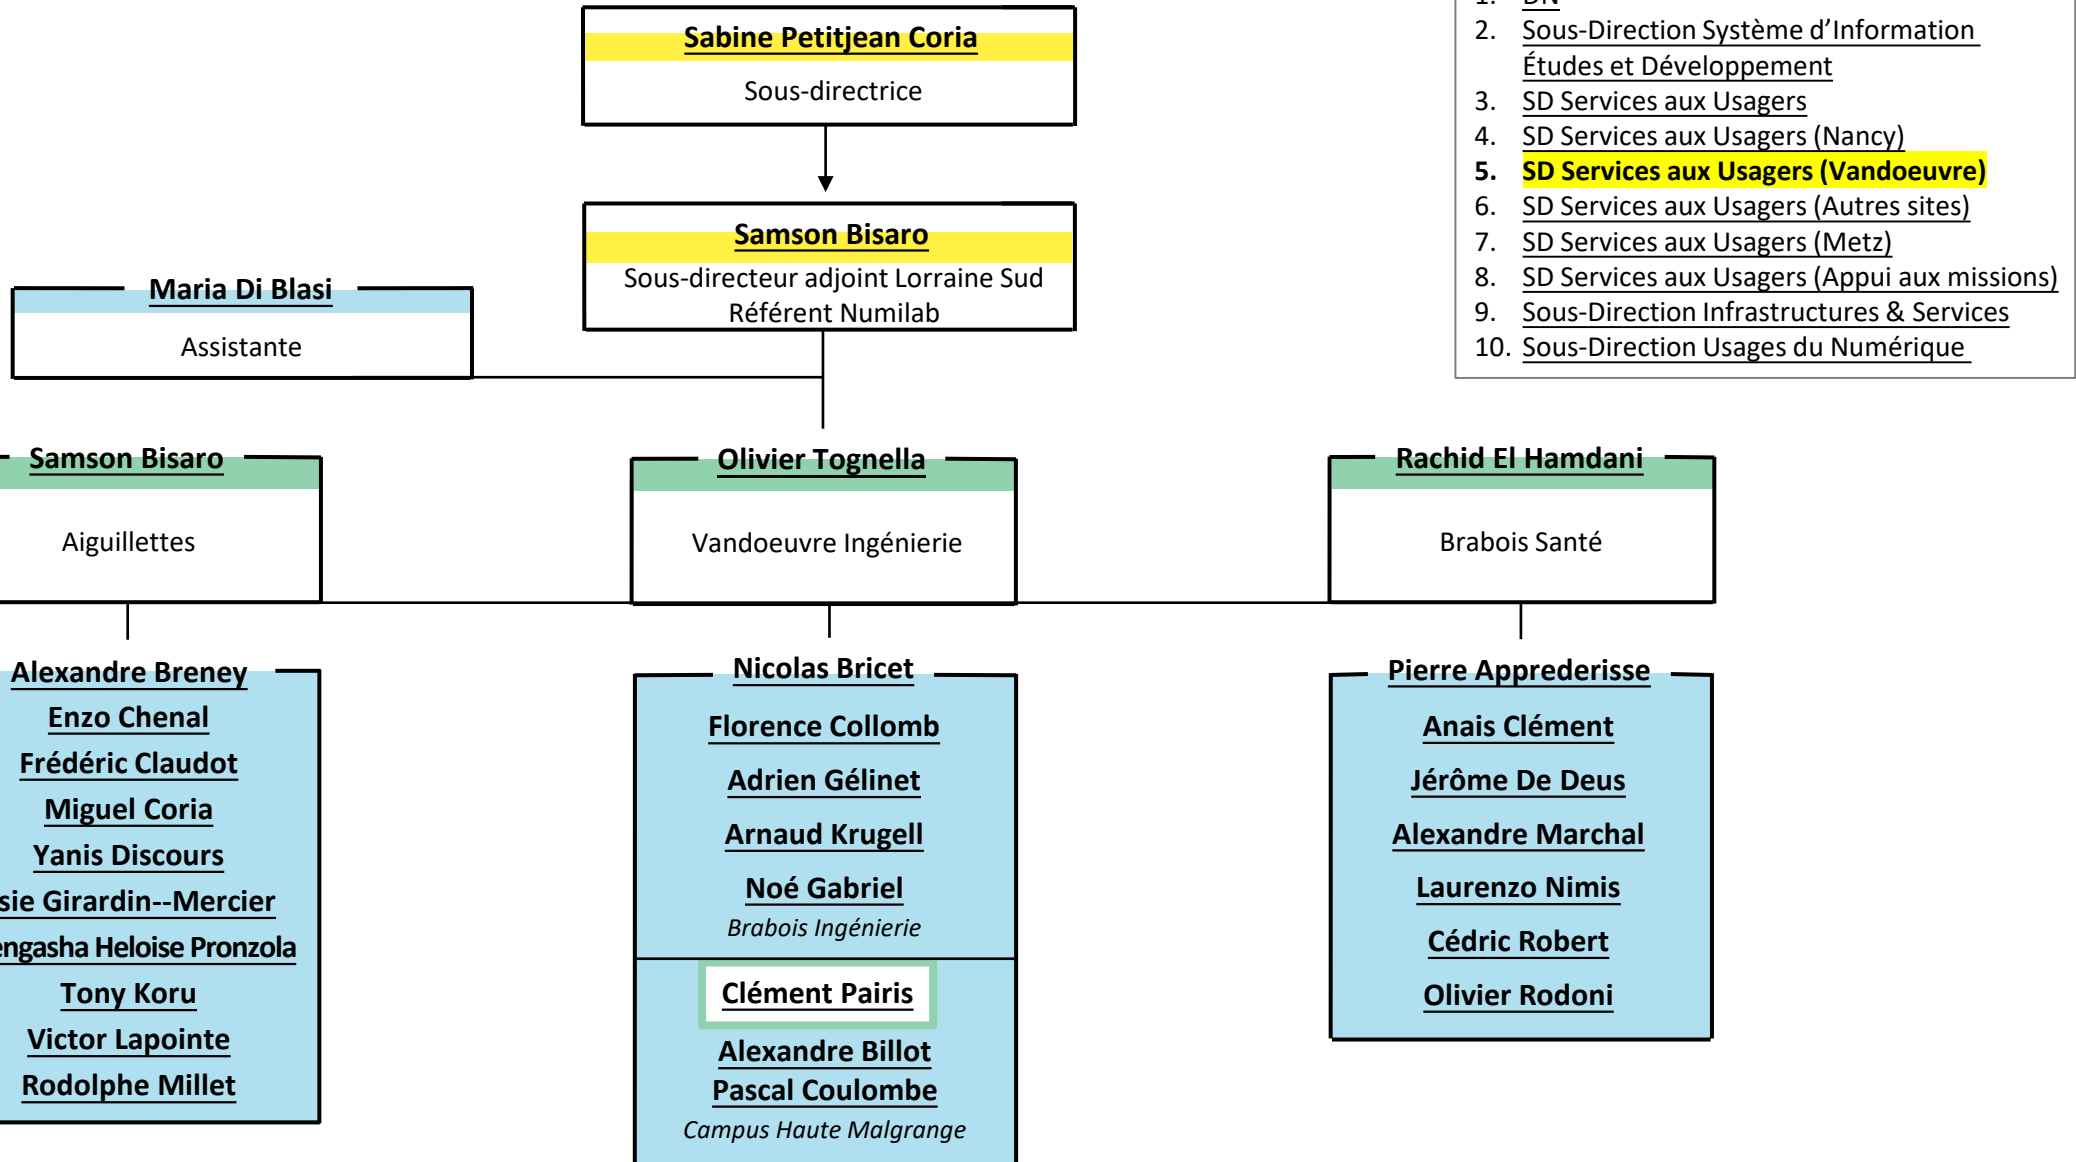 Sabine Petitjean Coria
Sous-directrice
Samson Bisaro
Sous-directeur adjoint Lorraine Sud
Référent Numilab
Maria Di Blasi
Assistante
1. DN
2. Sous-Direction Système d’Information
Études et Développement
3. SD Services aux Usagers
4. SD Services aux Usagers (Nancy)
5. SD Services aux Usagers (Vandoeuvre)
6. SD Services aux Usagers (Autres sites)
7. SD Services aux Usagers (Metz)
8. SD Services aux Usagers (Appui aux missions)
9. Sous-Direction Infrastructures & Services
10. Sous-Direction Usages du Numérique
Samson Bisaro
Aiguillettes
Alexandre Breney
Enzo Chenal
Frédéric Claudot
Miguel Coria
Yanis Discours
Girardin--Mercier
Heloise Pronzola
Tony Koru
Victor Lapointe
Rodolphe Millet
Olivier Tognella
Vandoeuvre Ingénierie
Nicolas Bricet
Florence Collomb
Adrien Gélinet
Arnaud Krugell
Noé Gabriel
Brabois Ingénierie
Clément Pairis
Alexandre Billot
Pascal Coulombe
Campus Haute Malgrange
Rachid El Hamdani
Brabois Santé
Pierre Apprederisse
Anais Clément
Jérôme De Deus
Alexandre Marchal
Laurenzo Nimis
Cédric Robert
Olivier Rodoni